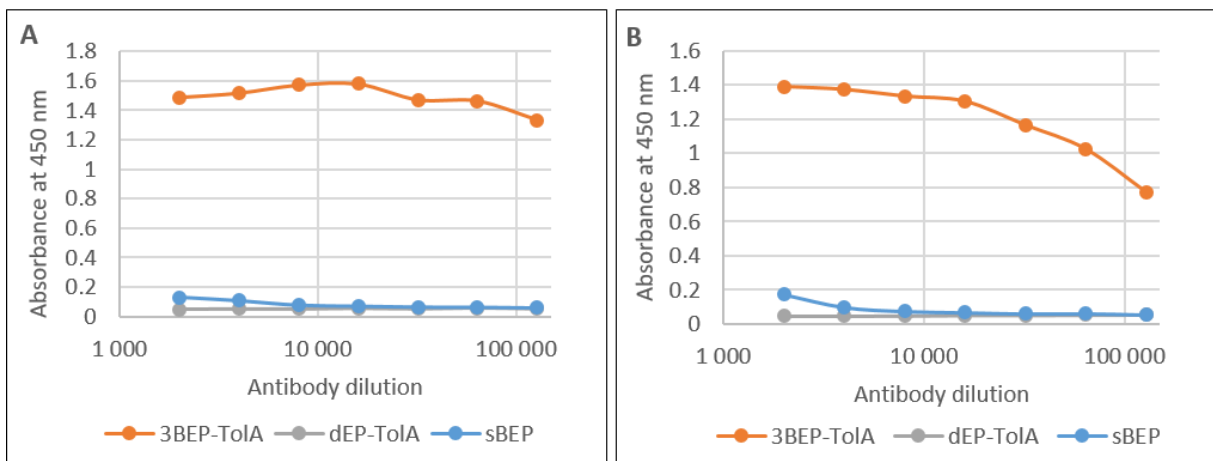 A
Absorbance at 450 nm
1.8
1.6
1.4
1.2
1
0.8
0.6
0.4
0.2
0
1 000
10 000
100 000
Antibody dilution
3BEP-TolA
dEP-TolA
sBEP
B
Absorbance at 450 nm
1.6
1.4
1.2
1
0.8
0.6
0.4
0.2
0
1 000
10 000
100 000
Antibody dilution
3BEP-TolA
dEP-TolA
sBEP